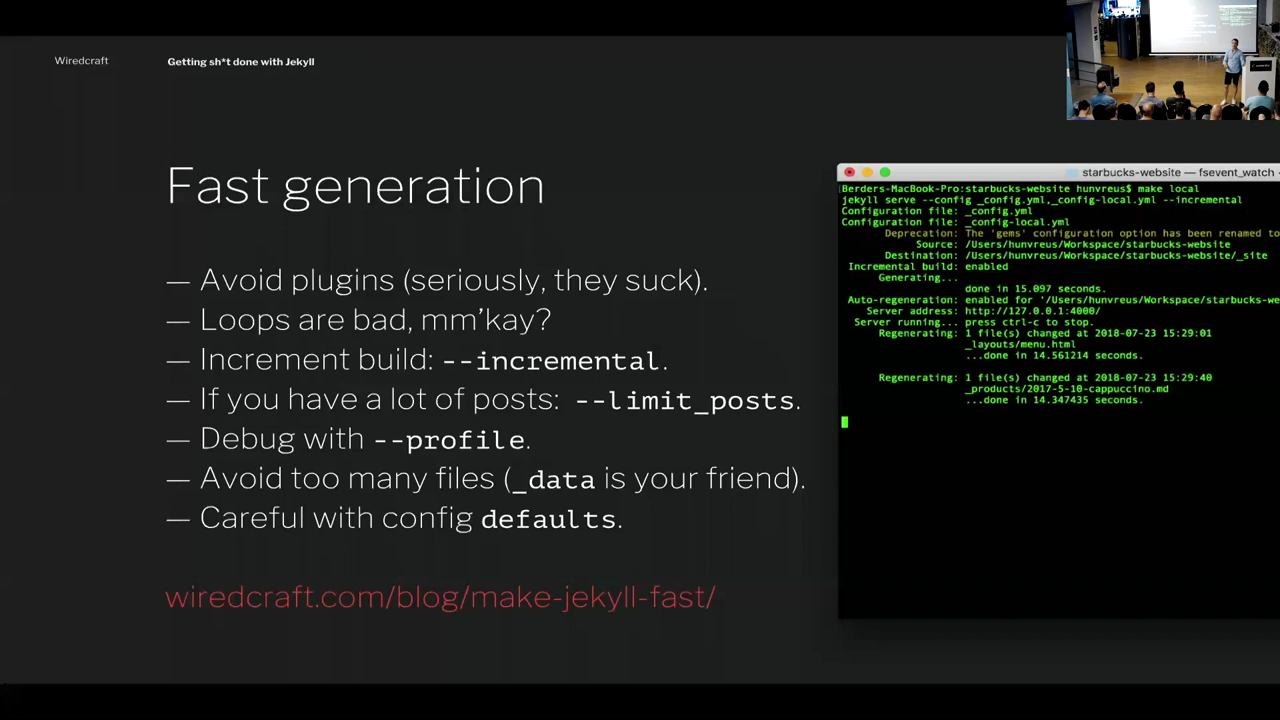 Wiredcraft
Getting sh*t done with Jekyll
Fast generation
— Avoid plugins (seriously, they suck).
— Loops are bad, mm’kay?
— Increment build: --incremental.
— If you have a lot of posts: --limit_posts.
— Debug with --profile.
— Avoid too many files (_data is your friend).
— Careful with config defaults.
wiredcraft.com/blog/make-jekyll-fast/
starbucks-website — fsevent_watch
Berders-MacBook-Pro:starbucks-website hunvreus$ make local
jekyll serve --config _config.yml,_config-local.yml --incremental
Configuration file: _config.yml
Configuration file: _config-local.yml
Deprecation: The 'gems' configuration option has been renamed to
Source: /Users/hunvreus/Workspace/starbucks-website
Destination: /Users/hunvreus/Workspace/starbucks-website/_site
Incremental build: enabled
Generating...
done in 15.097 seconds.
Auto-regeneration: enabled for '/Users/hunvreus/Workspace/starbucks-we
Server address: http://127.0.0.1:4000/
Server running... press ctrl-c to stop.
Regenerating: 1 file(s) changed at 2018-07-23 15:29:01
_layouts/menu.html
...done in 14.561214 seconds.
Regenerating: 1 file(s) changed at 2018-07-23 15:29:40
_products/2017-5-10-cappuccino.md
...done in 14.347435 seconds.